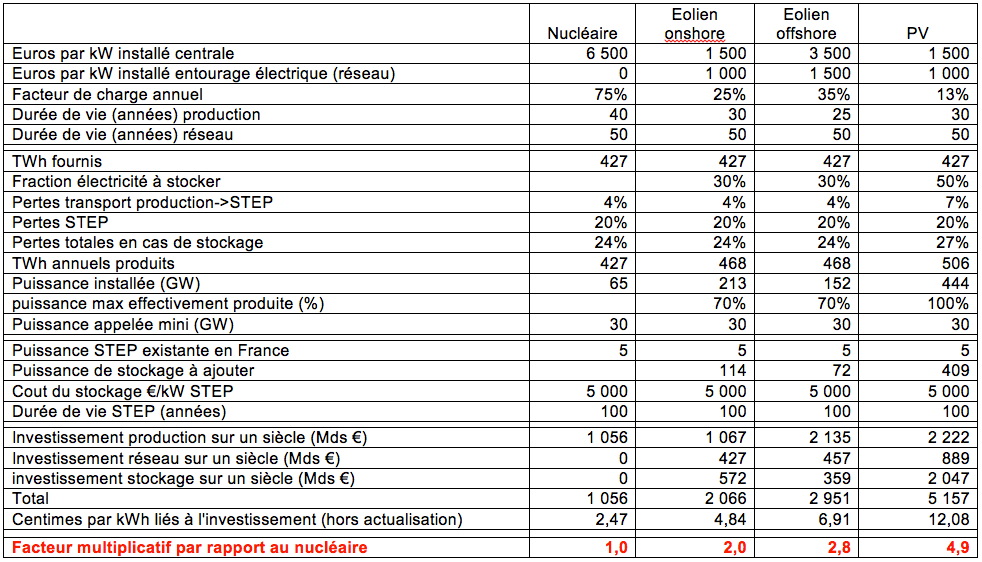 Nucléaire Eolien onshore Eolien offshore PV
Euros par kW installé centrale 6 500 1 500 3 500 1 500
Euros par kW installé entourage électrique (réseau) 0 1 000 1 500 1 000
Facteur de charge annuel 75% 25% 35% 13%
Durée de vie (années) production 40 30 25 30
Durée de vie (années) réseau 50 50 50 50
TWh fournis 427 427 427 427
Fraction électricité à stocker 30% 30% 50%
Pertes transport production->STEP 4% 4% 4% 7%
Pertes STEP 20% 20% 20% 20%
Pertes totales en cas de stockage 24% 24% 24% 27%
TWh annuels produits 427 468 468 506
Puissance installée (GW) 65 213 152 444
puissance max effectivement produite (%) 70% 70% 100%
Puissance appelée mini (GW) 30 30 30 30
Puissance STEP existante en France 5 5 5 5
Puissance de stockage à ajouter 114 72 409
Cout du stockage €/kW STEP 5 000 5 000 5 000 5 000
Durée de vie STEP (années) 100 100 100 100
Investissement production sur un siècle (Mds €) 1 056 1 067 2 135 2 222
Investissement réseau sur un siècle (Mds €) 0 427 457 889
investissement stockage sur un siècle (Mds €) 0 572 359 2 047
Total 1 056 2 066 2 951 5 157
Centimes par kWh liés à l'investissement (hors actualisation) 2,47 4,84 6,91 12,08
Facteur multiplicatif par rapport au nucléaire 1,0 2,0 2,8 4,9